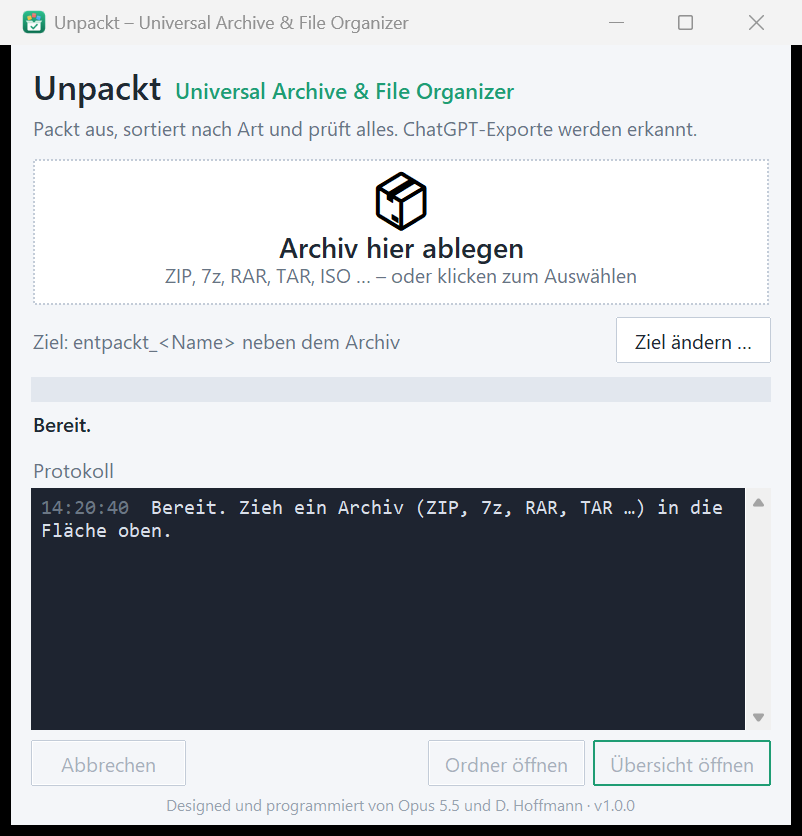 Unpackt – Universal Archive & File Organizer
Unpackt Universal Archive & File Organizer
Packt aus, sortiert nach Art und prüft alles. ChatGPT-Exporte werden erkannt.
Archiv hier ablegen
ZIP, 7z, RAR, TAR, ISO ... – oder klicken zum Auswählen
Ziel: entpackt_<Name> neben dem Archiv
Ziel ändern ...
Bereit.
Protokoll
14:20:40 Bereit. Zieh ein Archiv (ZIP, 7z, RAR, TAR …) in die
Fläche oben.
Abbrechen
Ordner öffnen
Übersicht öffnen
Designed und programmiert von Opus 5.5 und D. Hoffmann · v1.0.0